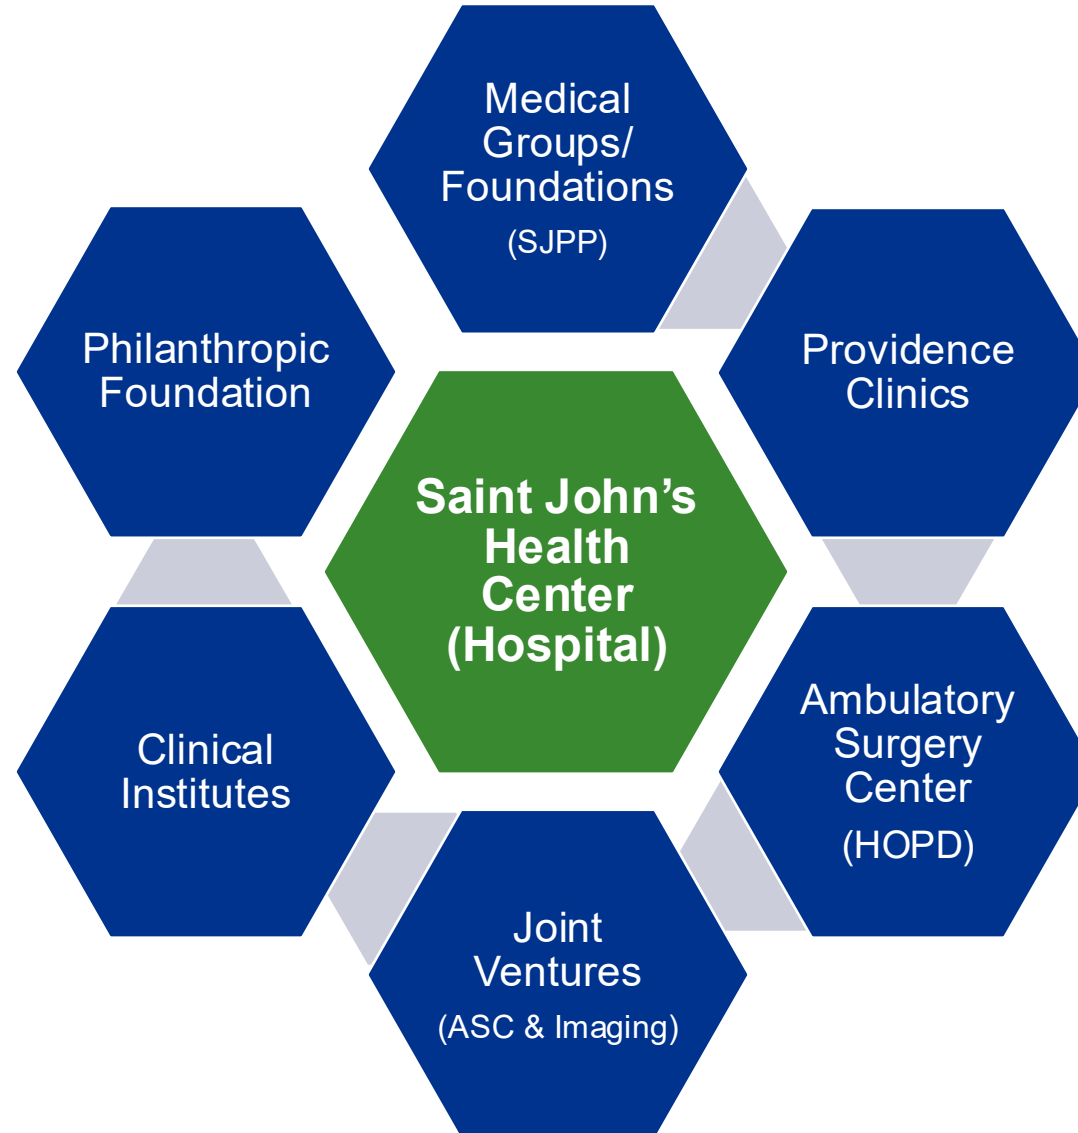 Medical
Groups/
Foundations
(SJPP)
Providence
Clinics
Ambulatory
Surgery
Center
(HOPD)
Joint
Ventures
(ASC & Imaging)
Clinical
Institutes
Philanthropic
Foundation
Saint John’s
Health
Center
(Hospital)